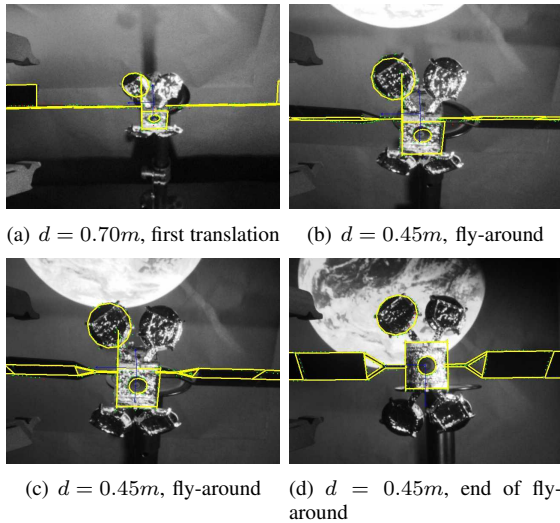 (a) d = 0.70m, first translation
(b) d = 0.45m, fly-around
(c) d = 0.45m, fly-around
(d) d = 0.45m, end of fly-
around